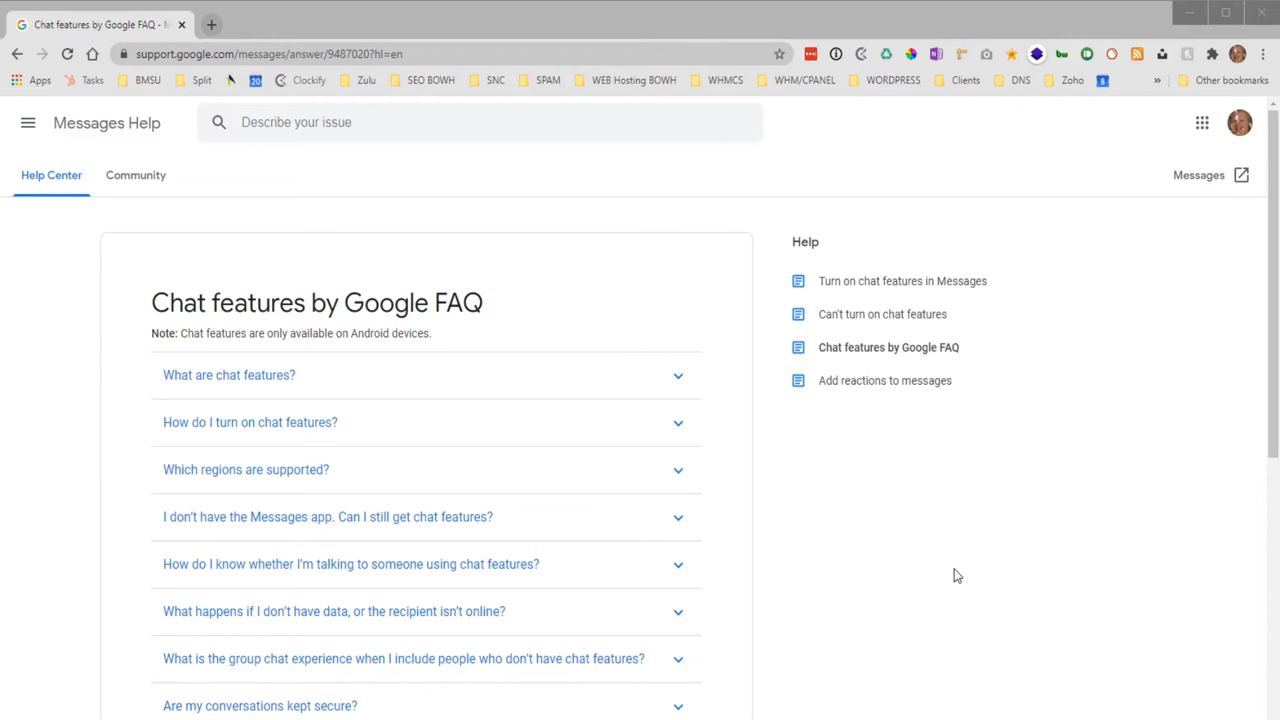 Chat features by Google FAQ - M
support.google.com/messages/answer/9487020?hl=en
Apps
Tasks
BMSU
Split
20
Clockify
Zulu
SEO BOWH
SNC
SPAM
WEB Hosting BOWH
WHMCS
WHM/CPANEL
WORDPRESS
Clients
DNS
Zoho
Other bookmarks
Messages Help
Describe your issue
Help Center
Community
Messages
Chat features by Google FAQ
Note: Chat features are only available on Android devices.
What are chat features?
How do I turn on chat features?
Which regions are supported?
I don't have the Messages app. Can I still get chat features?
How do I know whether I'm talking to someone using chat features?
What happens if I don't have data, or the recipient isn't online?
What is the group chat experience when I include people who don't have chat features?
Are my conversations kept secure?
Help
Turn on chat features in Messages
Can't turn on chat features
Chat features by Google FAQ
Add reactions to messages